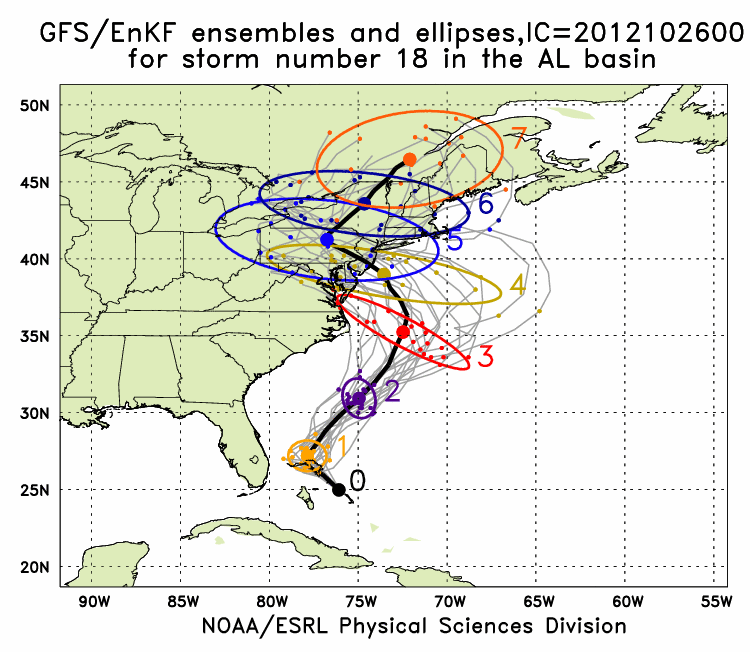 GFS/EnKF ensembles and ellipses,IC=2012102600
for storm number 18 in the AL basin
50N
7
45N
6
5
40N
4
35N
3
2
30N
1
0
25N
20N
90W 85W 80W 75W 70W 65W 60W 55W
NOAA/ESRL Physical Sciences Division